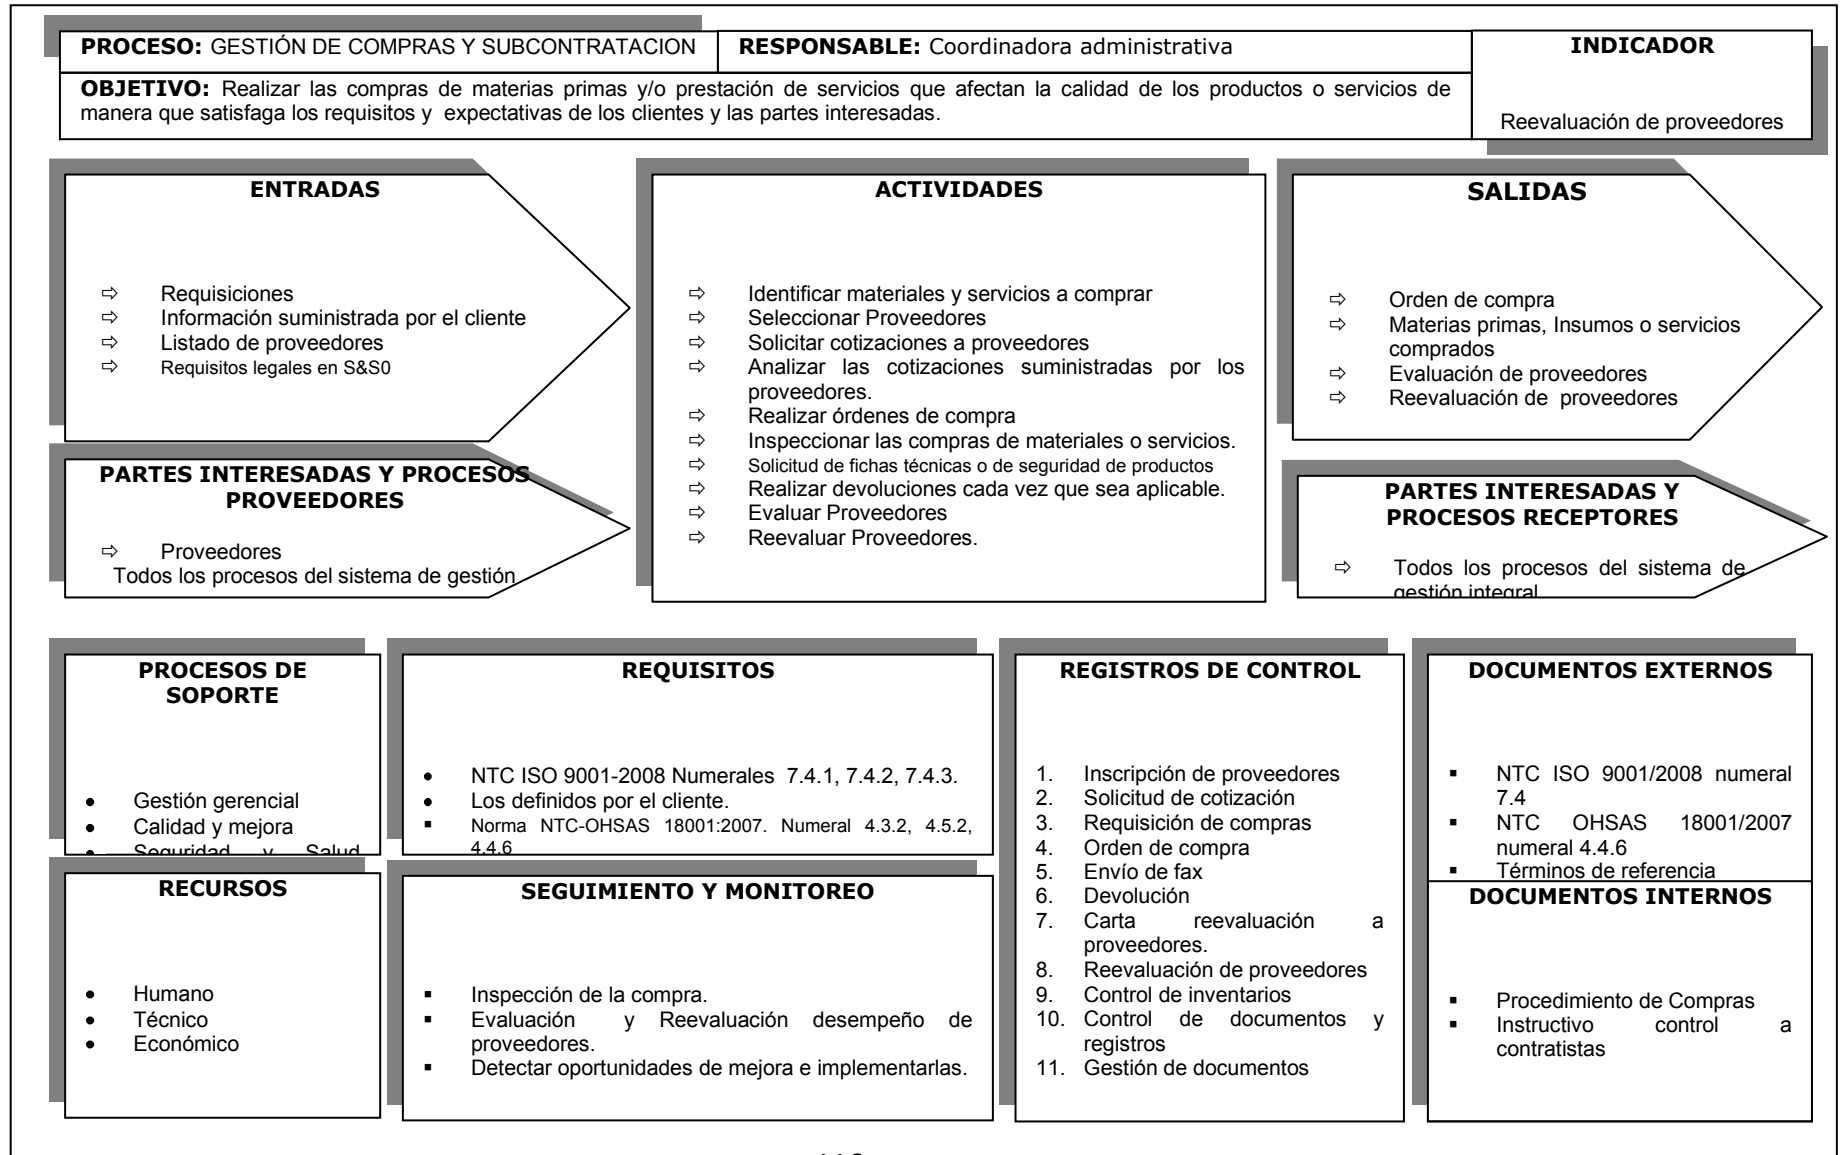 PROCESO: GESTIÓN DE COMPRAS Y SUBCONTRATACION
RESPONSABLE: Coordinadora administrativa
INDICADOR
OBJETIVO: Realizar las compras de materias primas y/o prestación de servicios que afectan la calidad de los productos o servicios de
manera que satisfaga los requisitos y expectativas de los clientes y las partes interesadas.
Reevaluación de proveedores
ENTRADAS
⇨ Requisiciones
⇨ Información suministrada por el cliente
⇨ Listado de proveedores
⇨ Requisitos legales en S&S0
PARTES INTERESADAS Y PROCESOS
PROVEEDORES
⇨ Proveedores
Todos los procesos del sistema de gestión
ACTIVIDADES
⇨ Identificar materiales y servicios a comprar
⇨ Seleccionar Proveedores
⇨ Solicitar cotizaciones a proveedores
⇨ Analizar las cotizaciones suministradas por los
proveedores.
⇨ Realizar órdenes de compra
⇨ Inspeccionar las compras de materiales o servicios.
⇨ Solicitud de fichas técnicas o de seguridad de productos
⇨ Realizar devoluciones cada vez que sea aplicable.
⇨ Evaluar Proveedores
⇨ Reevaluar Proveedores.
SALIDAS
⇨ Orden de compra
⇨ Materias primas, Insumos o servicios
comprados
⇨ Evaluación de proveedores
⇨ Reevaluación de proveedores
PARTES INTERESADAS Y
PROCESOS RECEPTORES
⇨ Todos los procesos del sistema de
gestión integral
PROCESOS DE
SOPORTE
● Gestión gerencial
● Calidad y mejora
● Seguridad y Salud
RECURSOS
● Humano
● Técnico
● Económico
REQUISITOS
● NTC ISO 9001-2008 Numerales 7.4.1, 7.4.2, 7.4.3.
● Los definidos por el cliente.
▪ Norma NTC-OHSAS 18001:2007. Numeral 4.3.2, 4.5.2,
4.4.6
SEGUIMIENTO Y MONITOREO
▪ Inspección de la compra.
▪ Evaluación y Reevaluación desempeño de
proveedores.
▪ Detectar oportunidades de mejora e implementarlas.
REGISTROS DE CONTROL
1. Inscripción de proveedores
2. Solicitud de cotización
3. Requisición de compras
4. Orden de compra
5. Envío de fax
6. Devolución
7. Carta reevaluación a
proveedores.
8. Reevaluación de proveedores
9. Control de inventarios
10. Control de documentos y
registros
11. Gestión de documentos
DOCUMENTOS EXTERNOS
▪ NTC ISO 9001/2008 numeral
7.4
▪ NTC OHSAS 18001/2007
numeral 4.4.6
▪ Términos de referencia
DOCUMENTOS INTERNOS
▪ Procedimiento de Compras
▪ Instructivo control a
contratistas